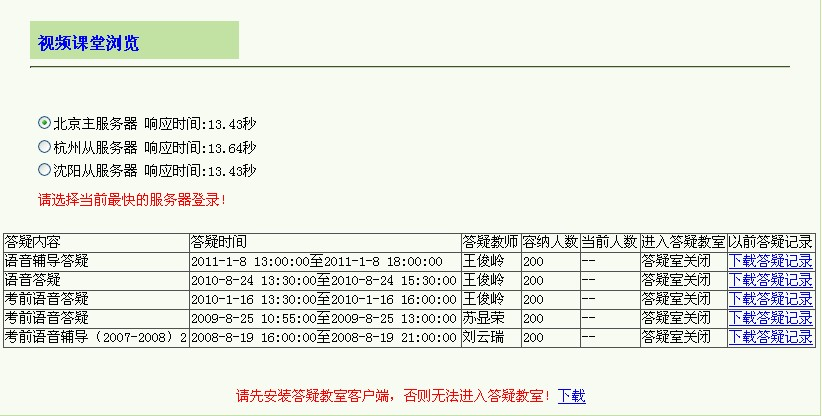 视频课堂浏览
北京主服务器 响应时间:13.43秒
杭州从服务器 响应时间:13.64秒
沈阳从服务器 响应时间:13.43秒
请选择当前最快的服务器登录!
答疑内容 答疑时间 答疑教师 容纳人数 当前人数 进入答疑教室 以前答疑记录
语音辅导答疑 2011-1-8 13:00:00至2011-1-8 18:00:00 王俊岭 200 -- 答疑室关闭 下载答疑记录
语音答疑 2010-8-24 13:30:00至2010-8-24 15:30:00 王俊岭 200 -- 答疑室关闭 下载答疑记录
考前语音答疑 2010-1-16 13:30:00至2010-1-16 16:00:00 王俊岭 200 -- 答疑室关闭 下载答疑记录
考前语音答疑 2009-8-25 10:55:00至2009-8-25 13:00:00 苏显荣 200 -- 答疑室关闭 下载答疑记录
考前语音辅导（2007-2008）2 2008-8-19 16:00:00至2008-8-19 21:00:00 刘云瑞 200 -- 答疑室关闭 下载答疑记录
请先安装答疑教室客户端，否则无法进入答疑教室！下载